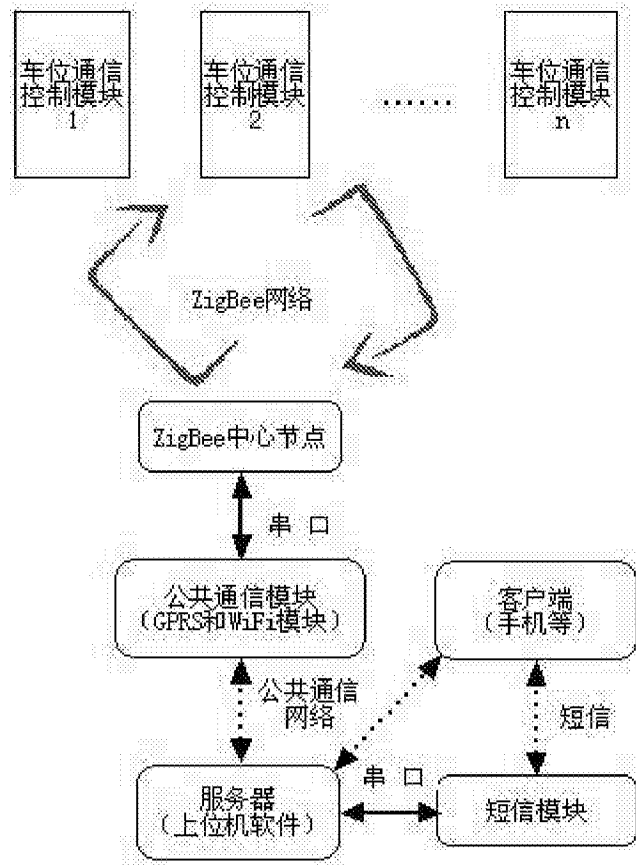 车位通信
控制模块
1
车位通信
控制模块
2
......
车位通信
控制模块
n
ZigBee网络
ZigBee中心节点
串 口
公共通信模块
（GPRS和WiFi模块）
客户端
（手机等）
公共通信
网络
短信
服务器
（上位机软件）
串 口
短信模块